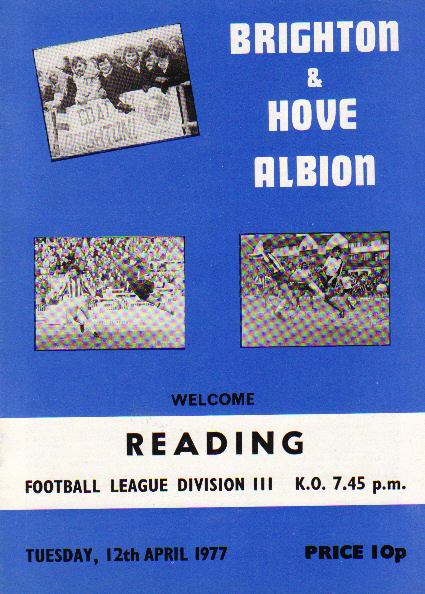 BRIGHTON
&
HOVE
ALBION
WELCOME
READING
FOOTBALL LEAGUE DIVISION III K.O. 7.45 p.m.
TUESDAY, 12th APRIL 1977 PRICE 10p